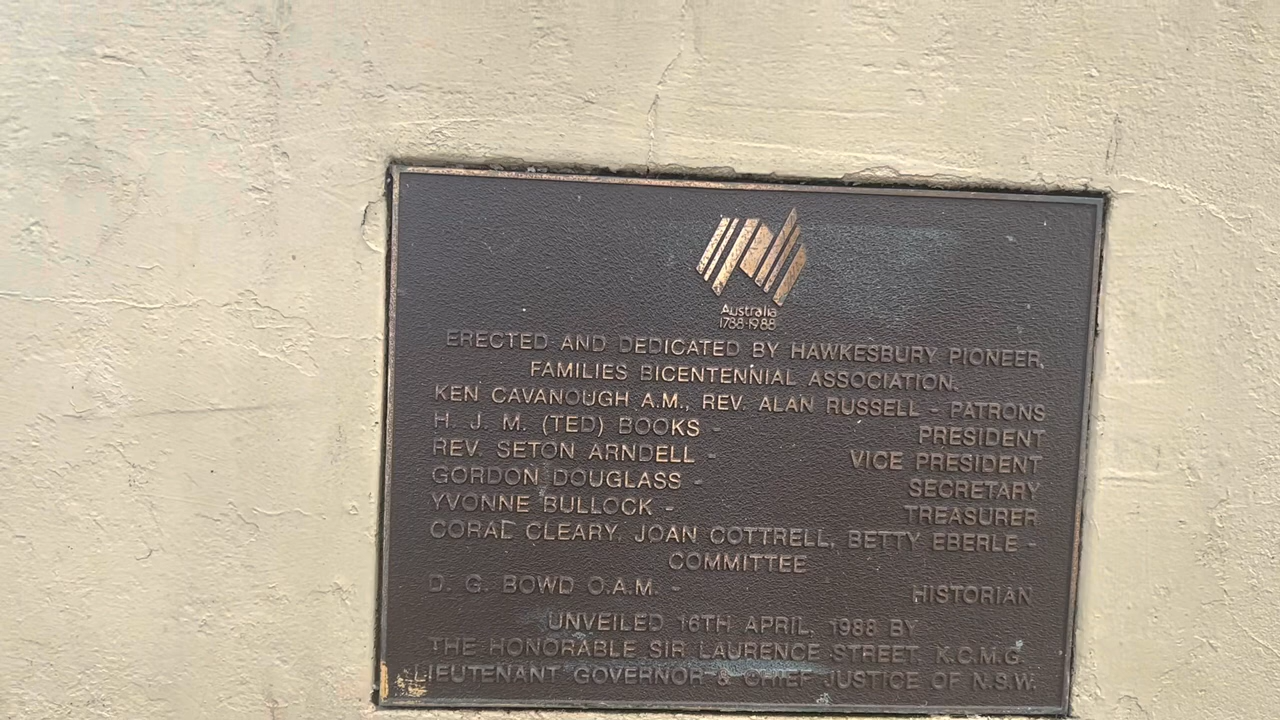 Australia
1788-1988
ERECTED AND DEDICATED BY HAWKESBURY PIONEER,
FAMILIES BICENTENNIAL ASSOCIATION.
KEN CAVANOUGH A.M., REV. ALAN RUSSELL - PATRONS
H. J. M. (TED) BOOKS - PRESIDENT
REV. SETON ARNDELL - VICE PRESIDENT
GORDON DOUGLASS - SECRETARY
YVONNE BULLOCK - TREASURER
CORAL CLEARY, JOAN COTTRELL, BETTY EBERLE -
COMMITTEE
D. G. BOWD O.A.M. - HISTORIAN
UNVEILED 16TH APRIL, 1988 BY
THE HONORABLE SIR LAURENCE STREET, K.C.M.G.
LIEUTENANT GOVERNOR & CHIEF JUSTICE OF N.S.W.